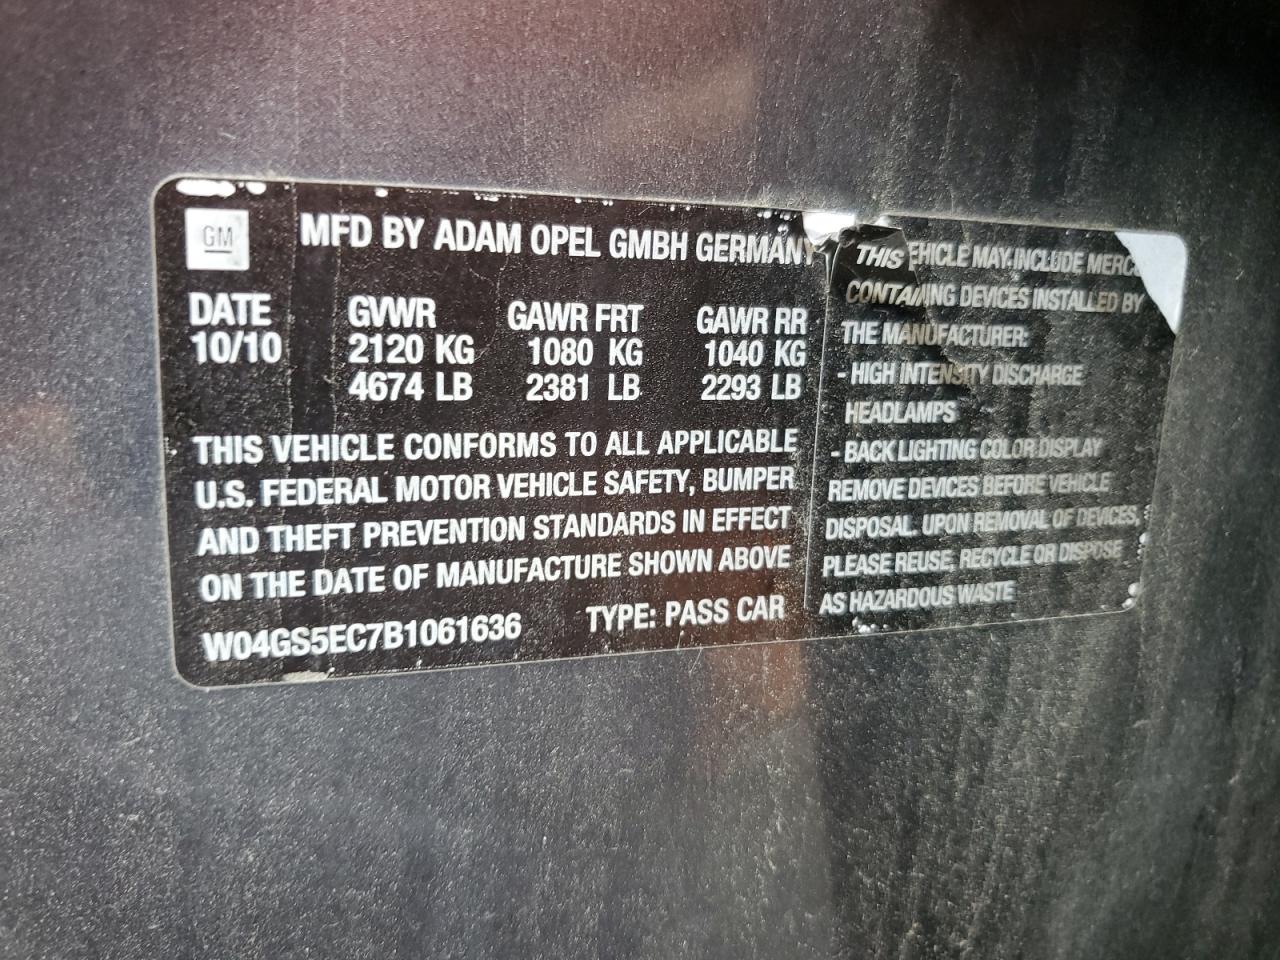 GM
MFD BY ADAM OPEL GMBH GERMANY
DATE GVWR GAWR FRT GAWR RR
10/10 2120 KG 1080 KG 1040 KG
4674 LB 2381 LB 2293 LB
THIS VEHICLE CONFORMS TO ALL APPLICABLE
U.S. FEDERAL MOTOR VEHICLE SAFETY, BUMPER
AND THEFT PREVENTION STANDARDS IN EFFECT
ON THE DATE OF MANUFACTURE SHOWN ABOVE
W04GS5EC7B1061636 TYPE: PASS CAR
THIS EHICLE MAY INCLUDE MERC
CONTAINING DEVICES INSTALLED BY
THE MANUFACTURER:
- HIGH INTENSITY DISCHARGE
HEADLAMPS
- BACK LIGHTING COLOR DISPLAY
REMOVE DEVICES BEFORE VEHICLE
DISPOSAL. UPON REMOVAL OF DEVICES,
PLEASE REUSE, RECYCLE OR DISPOSE
AS HAZARDOUS WASTE